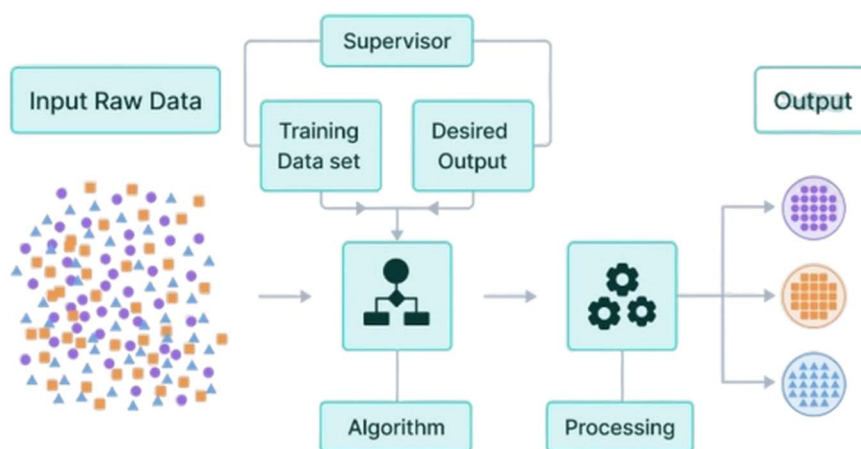 Supervisor
Input Raw Data
Training
Data set
Desired
Output
Output
Algorithm
Processing